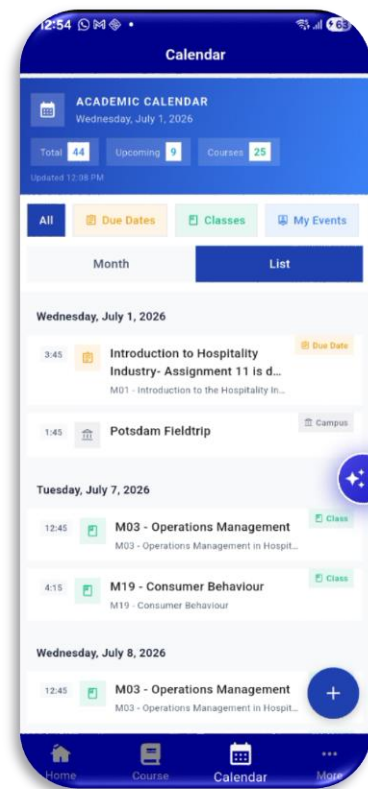 12:54
63
Calendar
ACADEMIC CALENDAR
Wednesday, July 1, 2026
Total 44 Upcoming 9 Courses 25
Updated 12:08 PM
All Due Dates Classes My Events
Month List
Wednesday, July 1, 2026
Due Date
3:45 Introduction to Hospitality
Industry- Assignment 11 is d...
M01 - Introduction to the Hospitality In...
Campus
1:45 Potsdam Fieldtrip
Tuesday, July 7, 2026
Class
12:45 M03 - Operations Management
M03 - Operations Management in Hospit...
Class
4:15 M19 - Consumer Behaviour
M19 - Consumer Behaviour
Wednesday, July 8, 2026
12:45 M03 - Operations Management
M03 - Operations Management in Hospit...
Home Course Calendar More